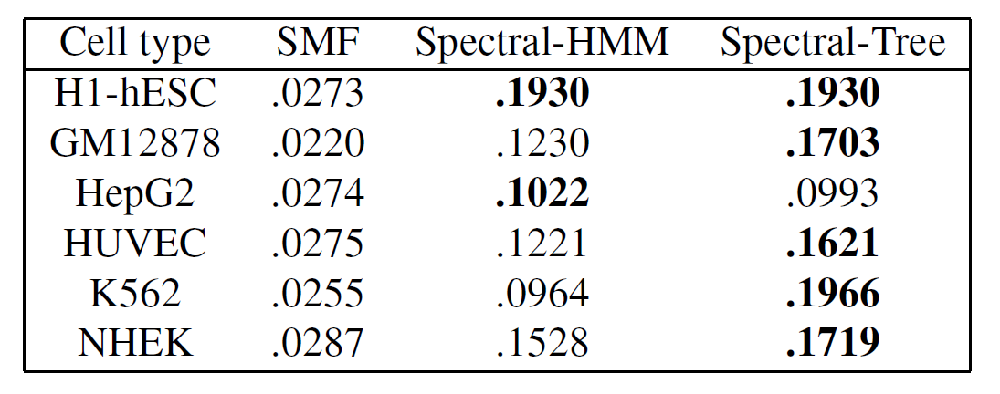 Cell type SMF Spectral-HMM Spectral-Tree
H1-hESC .0273 .1930 .1930
GM12878 .0220 .1230 .1703
HepG2 .0274 .1022 .0993
HUVEC .0275 .1221 .1621
K562 .0255 .0964 .1966
NHEK .0287 .1528 .1719